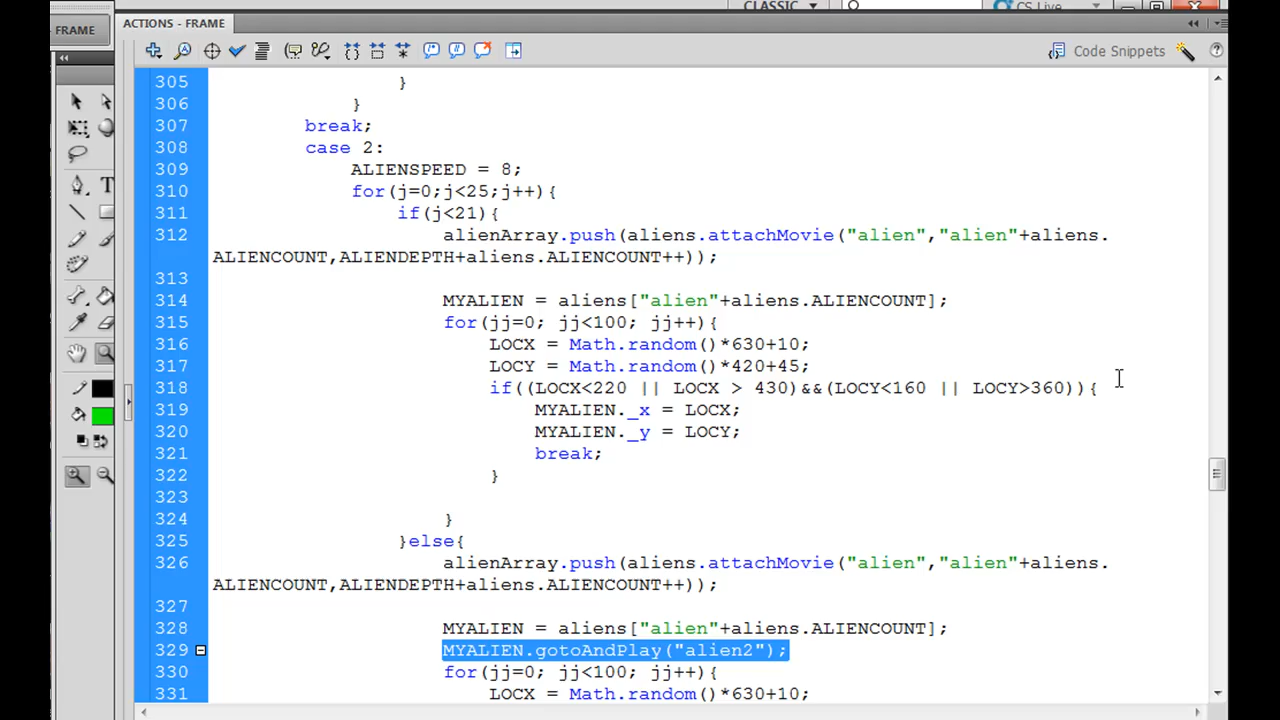 CLASSIC
CS Live
FRAME
ACTIONS - FRAME
Code Snippets
305 }
306 }
307 break;
308 case 2:
309 ALIENSPEED = 8;
310 for(j=0;j<25;j++){
311 if(j<21){
312 alienArray.push(aliens.attachMovie("alien","alien"+aliens.
ALIENCOUNT,ALIENDEPTH+aliens.ALIENCOUNT++));
313
314 MYALIEN = aliens["alien"+aliens.ALIENCOUNT];
315 for(jj=0; jj<100; jj++){
316 LOCX = Math.random()*630+10;
317 LOCY = Math.random()*420+45;
318 if((LOCX<220 || LOCX > 430)&&(LOCY<160 || LOCY>360)){
319 MYALIEN._x = LOCX;
320 MYALIEN._y = LOCY;
321 break;
322 }
323
324 }
325 }else{
326 alienArray.push(aliens.attachMovie("alien","alien"+aliens.
ALIENCOUNT,ALIENDEPTH+aliens.ALIENCOUNT++));
327
328 MYALIEN = aliens["alien"+aliens.ALIENCOUNT];
329 MYALIEN.gotoAndPlay("alien2");
330 for(jj=0; jj<100; jj++){
331 LOCX = Math.random()*630+10;